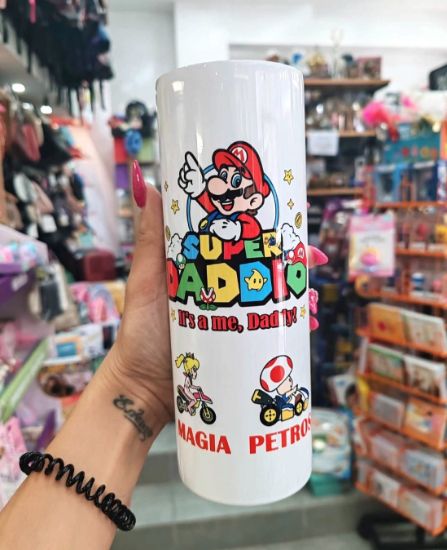 SUPER
DADDIO
It's a me, Daddy!
MAGIA PETROS